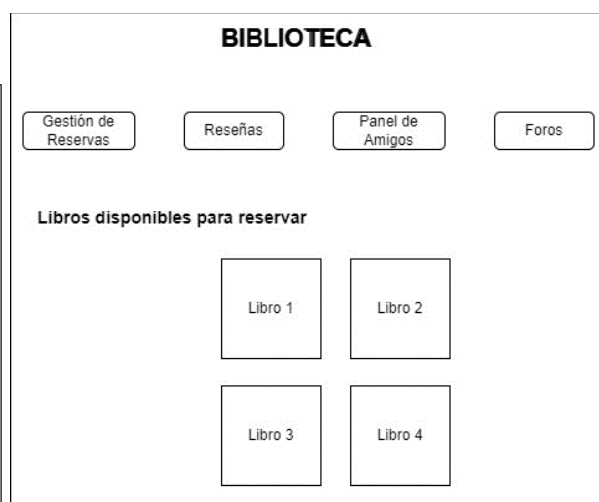 BIBLIOTECA
Gestión de
Reservas
Reseñas
Panel de
Amigos
Foros
Libros disponibles para reservar
Libro 1
Libro 2
Libro 3
Libro 4